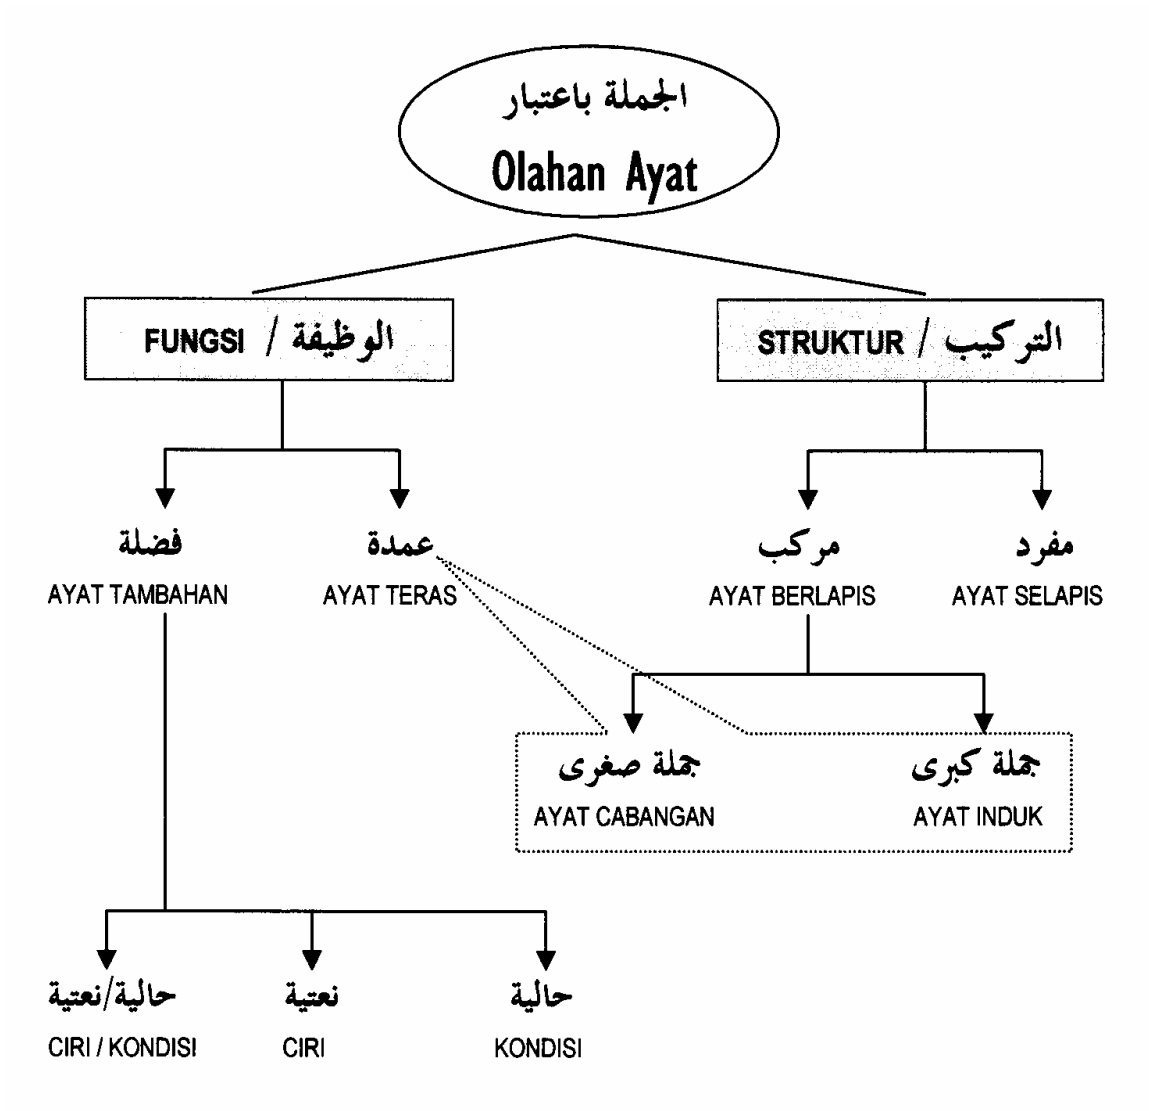 الجملة باعتبار
Olahan Ayat
FUNGSI / الوظيفة
STRUKTUR / التركيب
فضلة
AYAT TAMBAHAN
عمدة
AYAT TERAS
مركب
AYAT BERLAPIS
مفرد
AYAT SELAPIS
جملة صغرى
AYAT CABANGAN
جملة كبرى
AYAT INDUK
حالية/نعتية
CIRI / KONDISI
نعتية
CIRI
حالية
KONDISI